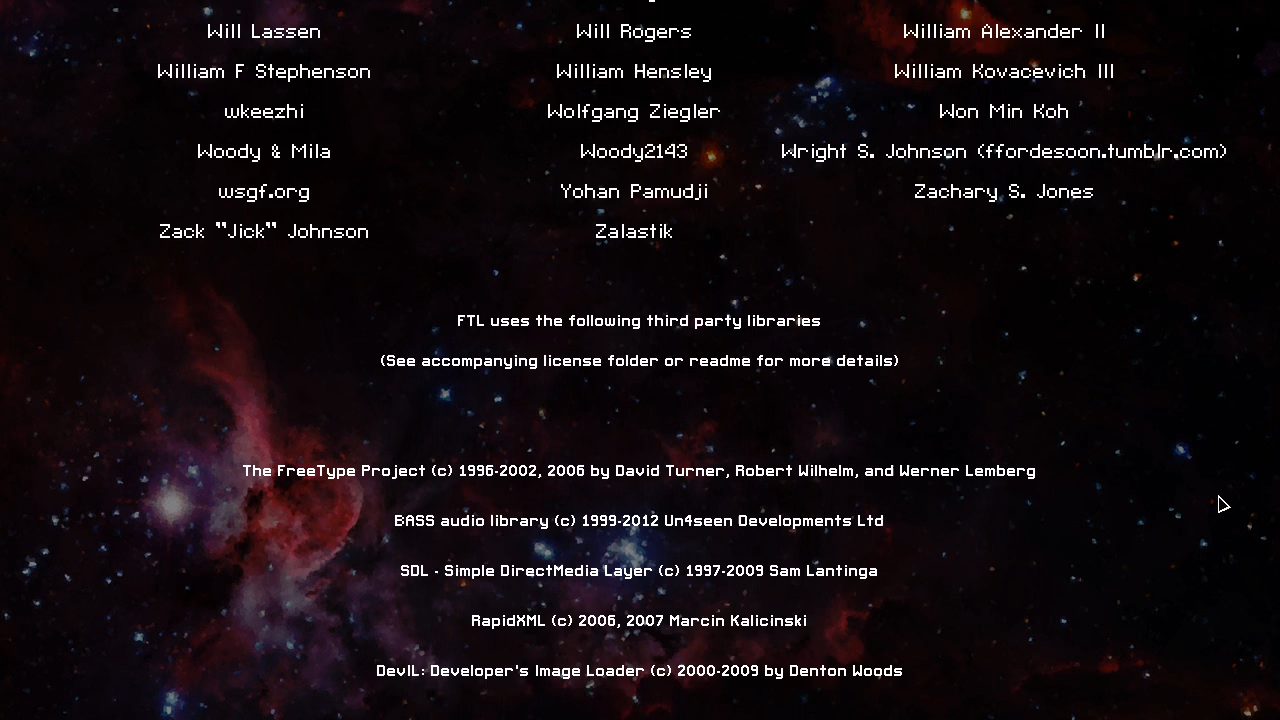 Will Lassen Will Rogers William Alexander II
William F Stephenson William Hensley William Kovacevich III
wkeezhi Wolfgang Ziegler Won Min Koh
Woody & Mila Woody2143 Wright S. Johnson (ffordesoon.tumblr.com)
wsgf.org Yohan Pamudji Zachary S. Jones
Zack "Jick" Johnson Zalastik
FTL uses the following third party libraries
(See accompanying license folder or readme for more details)
The FreeType Project (c) 1996-2002, 2006 by David Turner, Robert Wilhelm, and Werner Lemberg
BASS audio library (c) 1999-2012 Un4seen Developments Ltd
SDL - Simple DirectMedia Layer (c) 1997-2009 Sam Lantinga
RapidXML (c) 2006, 2007 Marcin Kalicinski
DevIL: Developer's Image Loader (c) 2000-2009 by Denton Woods